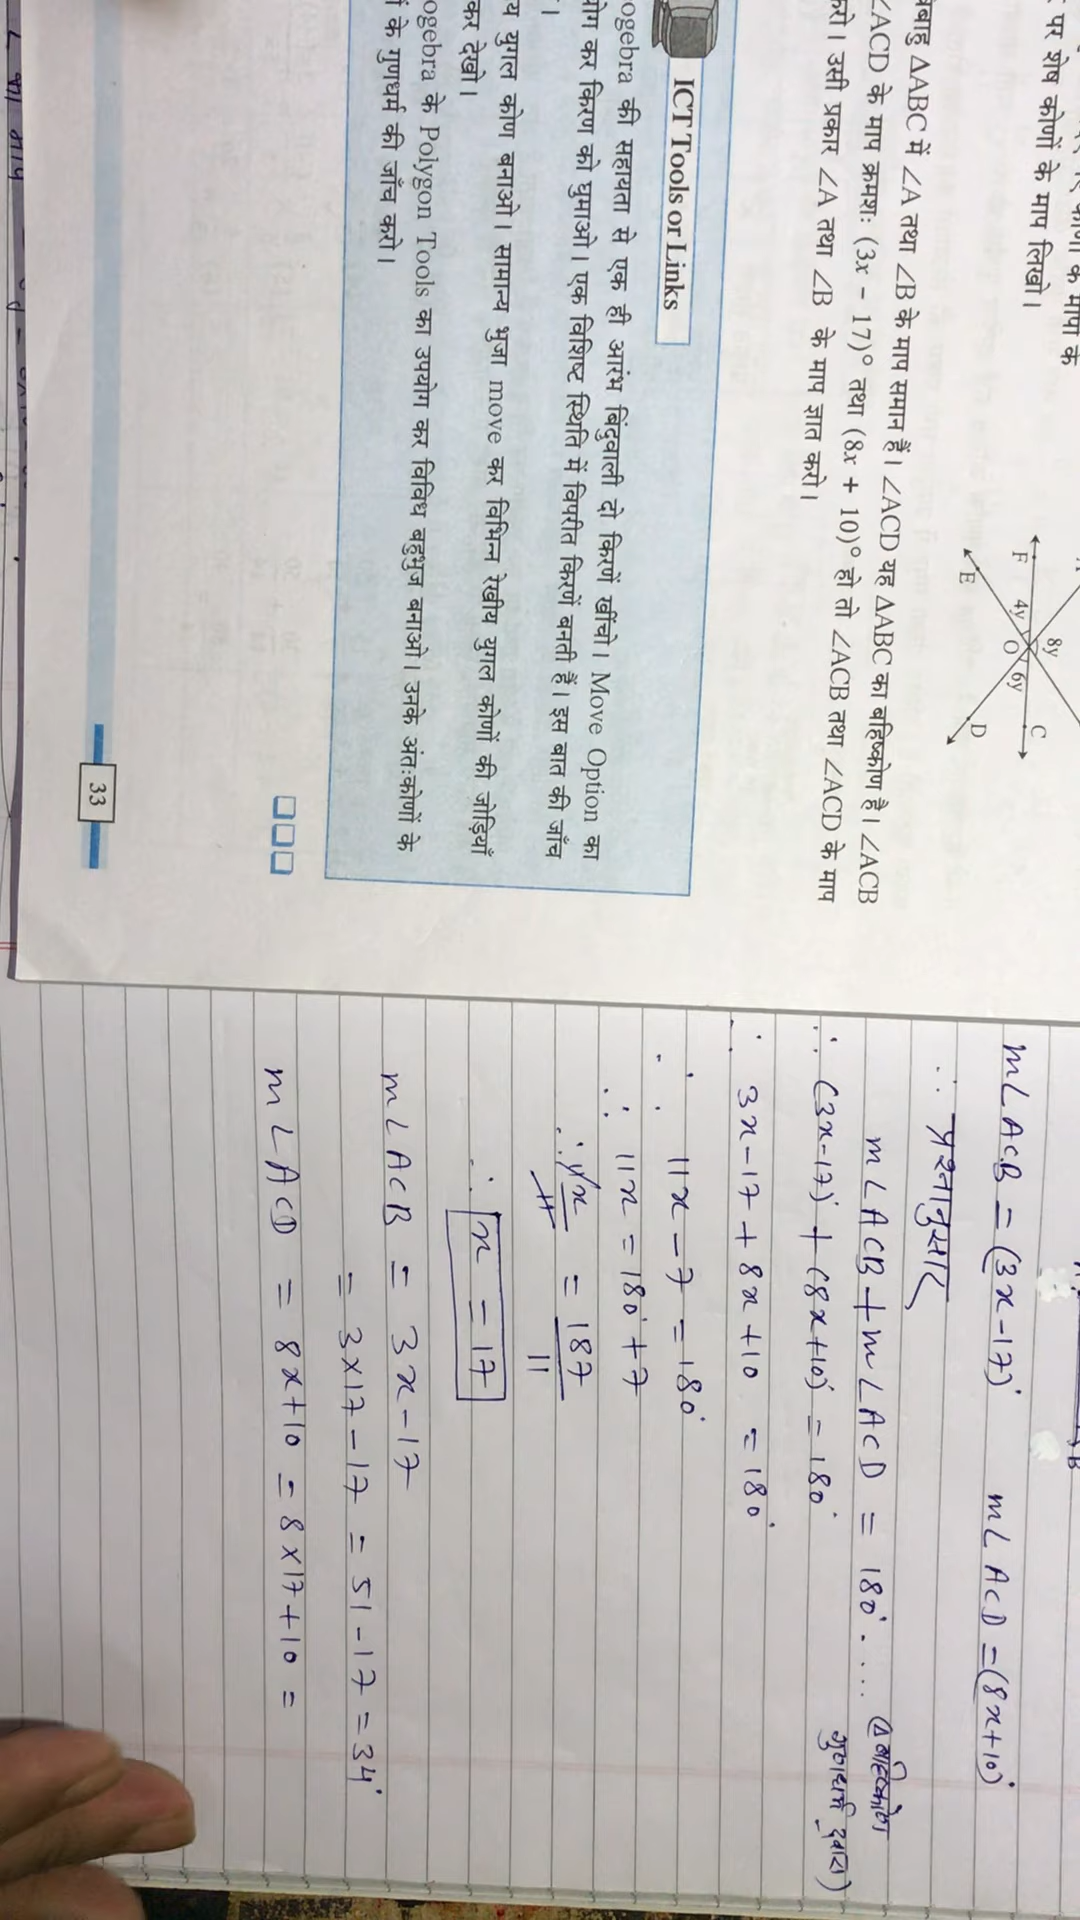 पर शेष कोणों के माप लिखो।
8y
F 4y O 6y C
E D
ΔABC में ∠A तथा ∠B के माप समान हैं। ∠ACD यह ΔABC का बहिष्कोण है। ∠ACB
∠ACD के माप क्रमशः (3x - 17)° तथा (8x + 10)° हो तो ∠ACB तथा ∠ACD के माप
उसी प्रकार ∠A तथा ∠B के माप ज्ञात करो।
ICT Tools or Links
ogebra की सहायता से एक ही आरंभ बिंदुवाली दो किरणें खींचो। Move Option का
कर किरण को घुमाओ। एक विशिष्ट स्थिति में विपरीत किरणें बनती हैं। इस बात की जाँच
युगल कोण बनाओ। सामान्य भुजा move कर विभिन्न रेखीय युगल कोणों की जोड़ियाँ
कर देखो।
ogebra के Polygon Tools का उपयोग कर विविध बहुभुज बनाओ। उनके अंतःकोणों के
के गुणधर्म की जाँच करो।
33
B
m∠ACB = (3x-17)° m∠ACD = (8x+10)°
∴ प्रश्नानुसार
m∠ACB + m∠ACD = 180° .... (Δ बहिष्कोण
गुणधर्म द्वारा)
∴ (3x-17)° + (8x+10)° = 180°
∴ 3x-17 + 8x+10 = 180°
∴ 11x - 7 = 180°
∴ 11x = 180° + 7
∴ 11x/11 = 187/11
∴ x = 17
m∠ACB = 3x-17
= 3×17-17 = 51-17 = 34°
m∠ACD = 8x+10 = 8×17+10 =